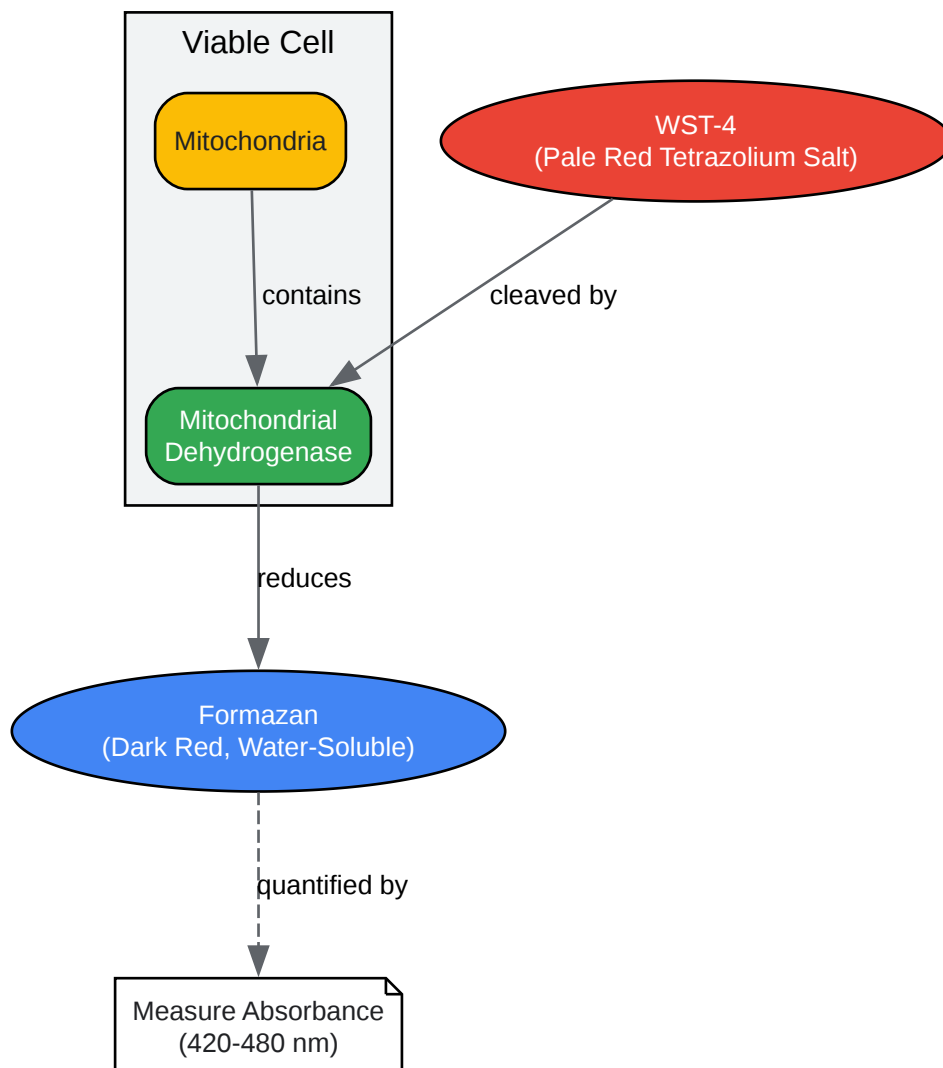 Viable Cell
Mitochondria
WST-4
(Pale Red Tetrazolium Salt)
contains
cleaved by
Mitochondrial
Dehydrogenase
reduces
Formazan
(Dark Red, Water-Soluble)
quantified by
Measure Absorbance
(420-480 nm)